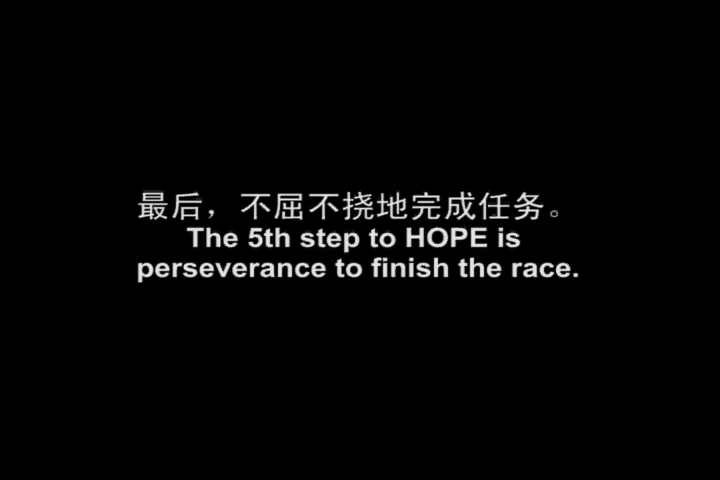 最后，不屈不挠地完成任务。
The 5th step to HOPE is
perseverance to finish the race.